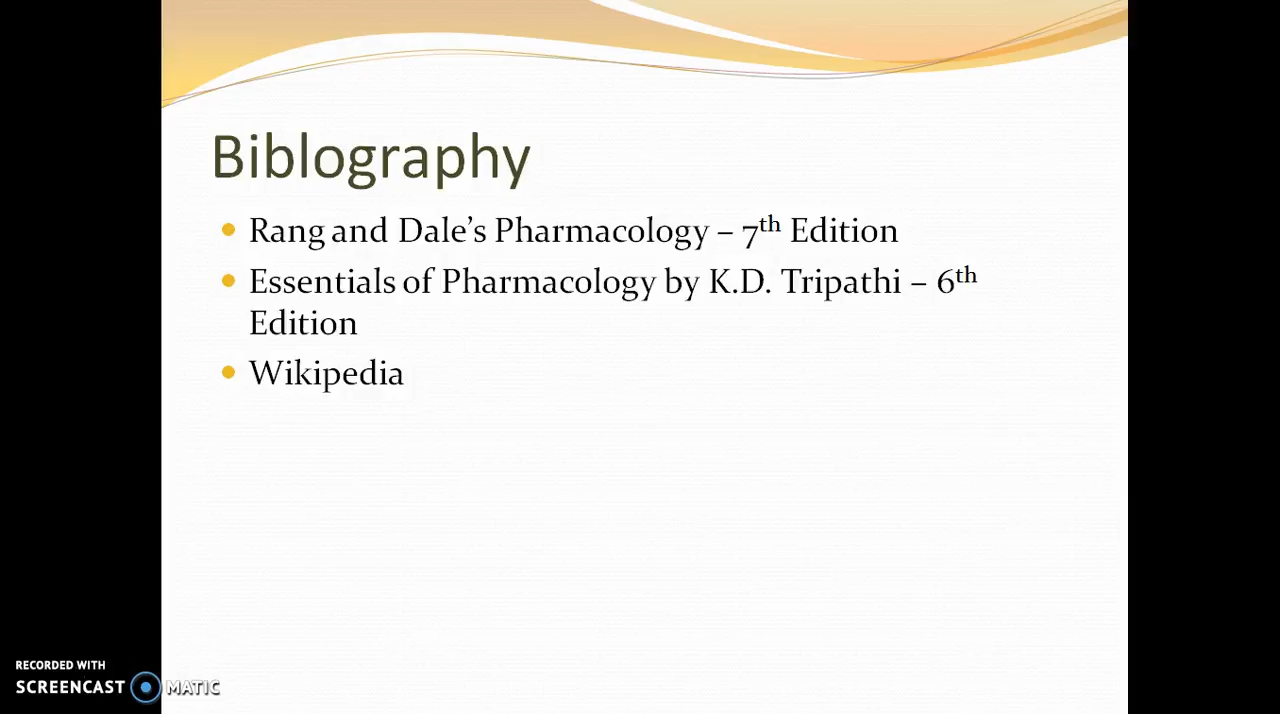 Biblography
Rang and Dale’s Pharmacology – 7th Edition
Essentials of Pharmacology by K.D. Tripathi – 6th
Edition
Wikipedia
RECORDED WITH
SCREENCAST MATIC